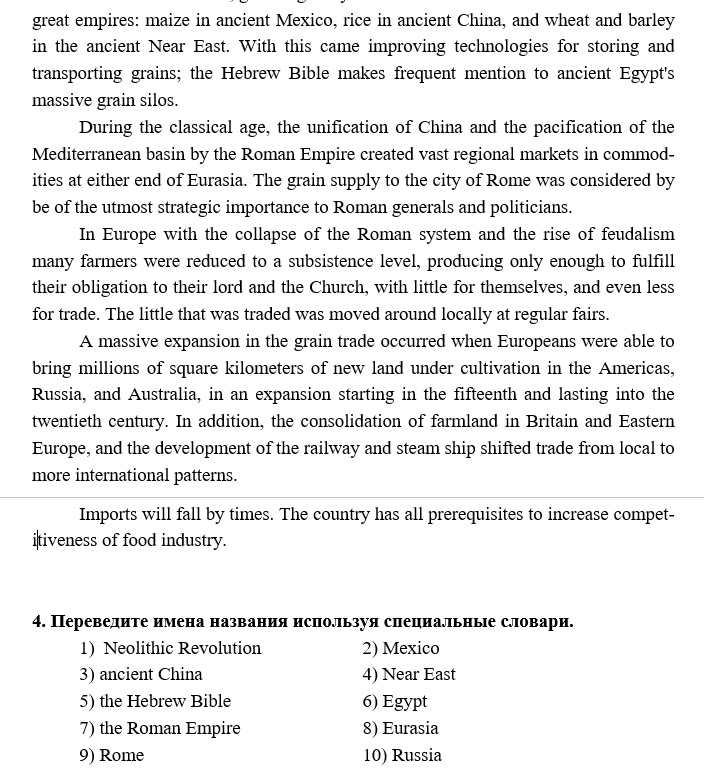 great empires: maize in ancient Mexico, rice in ancient China, and wheat and barley
in the ancient Near East. With this came improving technologies for storing and
transporting grains; the Hebrew Bible makes frequent mention to ancient Egypt's
massive grain silos.
During the classical age, the unification of China and the pacification of the
Mediterranean basin by the Roman Empire created vast regional markets in commod-
ities at either end of Eurasia. The grain supply to the city of Rome was considered by
be of the utmost strategic importance to Roman generals and politicians.
In Europe with the collapse of the Roman system and the rise of feudalism
many farmers were reduced to a subsistence level, producing only enough to fulfill
their obligation to their lord and the Church, with little for themselves, and even less
for trade. The little that was traded was moved around locally at regular fairs.
A massive expansion in the grain trade occurred when Europeans were able to
bring millions of square kilometers of new land under cultivation in the Americas,
Russia, and Australia, in an expansion starting in the fifteenth and lasting into the
twentieth century. In addition, the consolidation of farmland in Britain and Eastern
Europe, and the development of the railway and steam ship shifted trade from local to
more international patterns.
Imports will fall by times. The country has all prerequisites to increase compet-
itiveness of food industry.
4. Переведите имена названия используя специальные словари.
1) Neolithic Revolution 2) Mexico
3) ancient China 4) Near East
5) the Hebrew Bible 6) Egypt
7) the Roman Empire 8) Eurasia
9) Rome 10) Russia